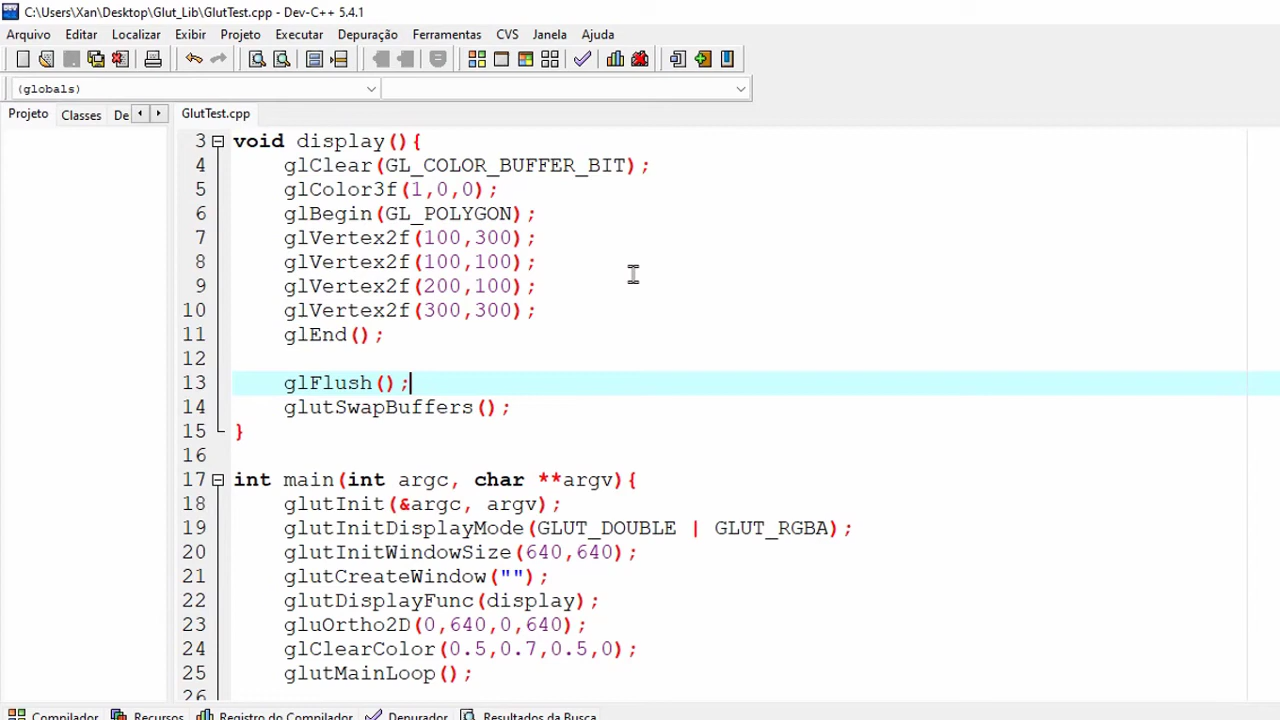 C:\Users\Xan\Desktop\Glut_Lib\GlutTest.cpp - Dev-C++ 5.4.1
Arquivo Editar Localizar Exibir Projeto Executar Depuração Ferramentas CVS Janela Ajuda
(globals)
Projeto Classes De GlutTest.cpp
3 void display(){
4 glClear(GL_COLOR_BUFFER_BIT);
5 glColor3f(1,0,0);
6 glBegin(GL_POLYGON);
7 glVertex2f(100,300);
8 glVertex2f(100,100);
9 glVertex2f(200,100);
10 glVertex2f(300,300);
11 glEnd();
12
13 glFlush();
14 glutSwapBuffers();
15 }
16
17 int main(int argc, char **argv){
18 glutInit(&argc, argv);
19 glutInitDisplayMode(GLUT_DOUBLE | GLUT_RGBA);
20 glutInitWindowSize(640,640);
21 glutCreateWindow("");
22 glutDisplayFunc(display);
23 gluOrtho2D(0,640,0,640);
24 glClearColor(0.5,0.7,0.5,0);
25 glutMainLoop();
26
Compilador Recursos Registro do Compilador Depurador Resultados da Busca